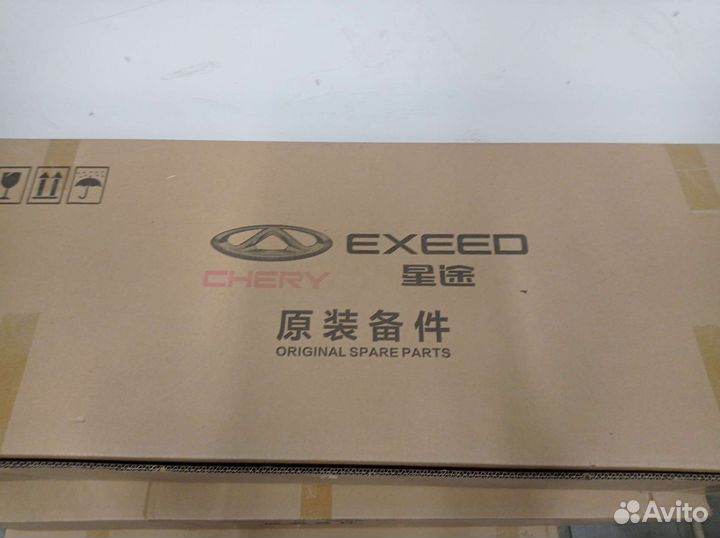 EXEED
CHERY 星途
原装备件
ORIGINAL SPARE PARTS
Avito